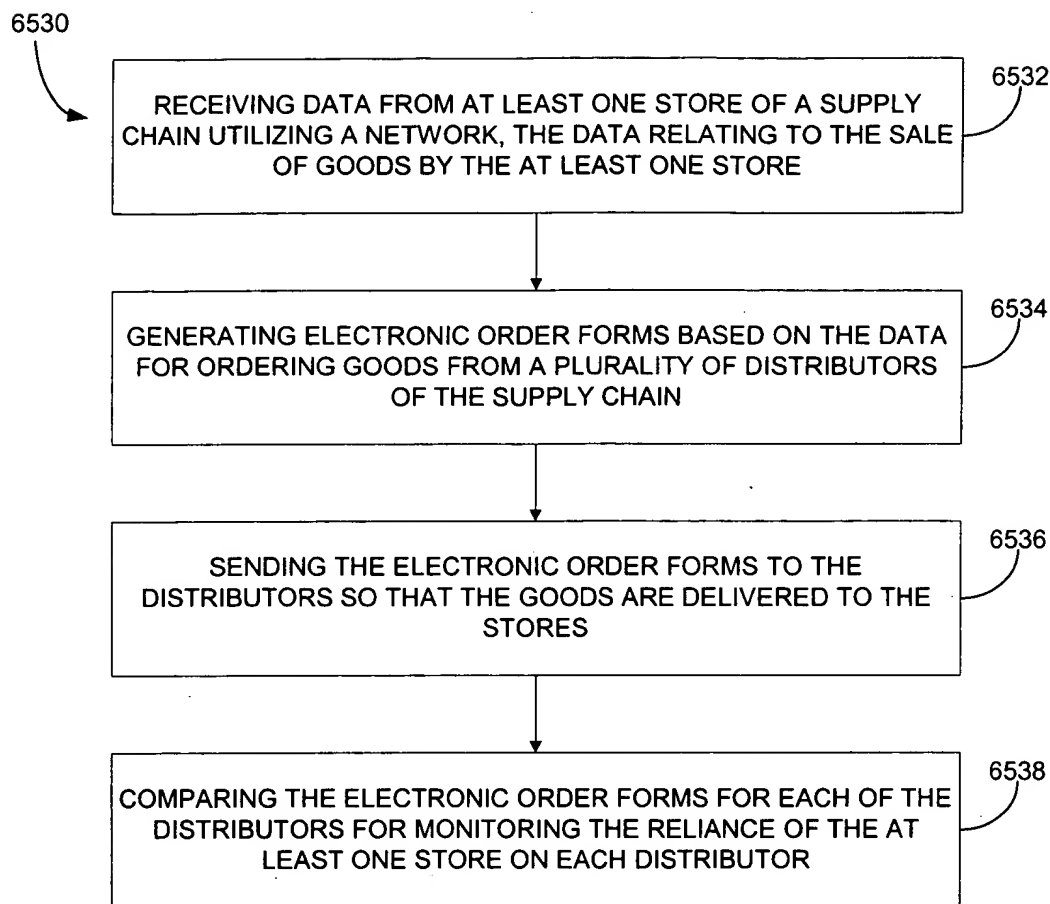 6530
6532
RECEIVING DATA FROM AT LEAST ONE STORE OF A SUPPLY
CHAIN UTILIZING A NETWORK, THE DATA RELATING TO THE SALE
OF GOODS BY THE AT LEAST ONE STORE
6534
GENERATING ELECTRONIC ORDER FORMS BASED ON THE DATA
FOR ORDERING GOODS FROM A PLURALITY OF DISTRIBUTORS
OF THE SUPPLY CHAIN
6536
SENDING THE ELECTRONIC ORDER FORMS TO THE
DISTRIBUTORS SO THAT THE GOODS ARE DELIVERED TO THE
STORES
6538
COMPARING THE ELECTRONIC ORDER FORMS FOR EACH OF THE
DISTRIBUTORS FOR MONITORING THE RELIANCE OF THE AT
LEAST ONE STORE ON EACH DISTRIBUTOR